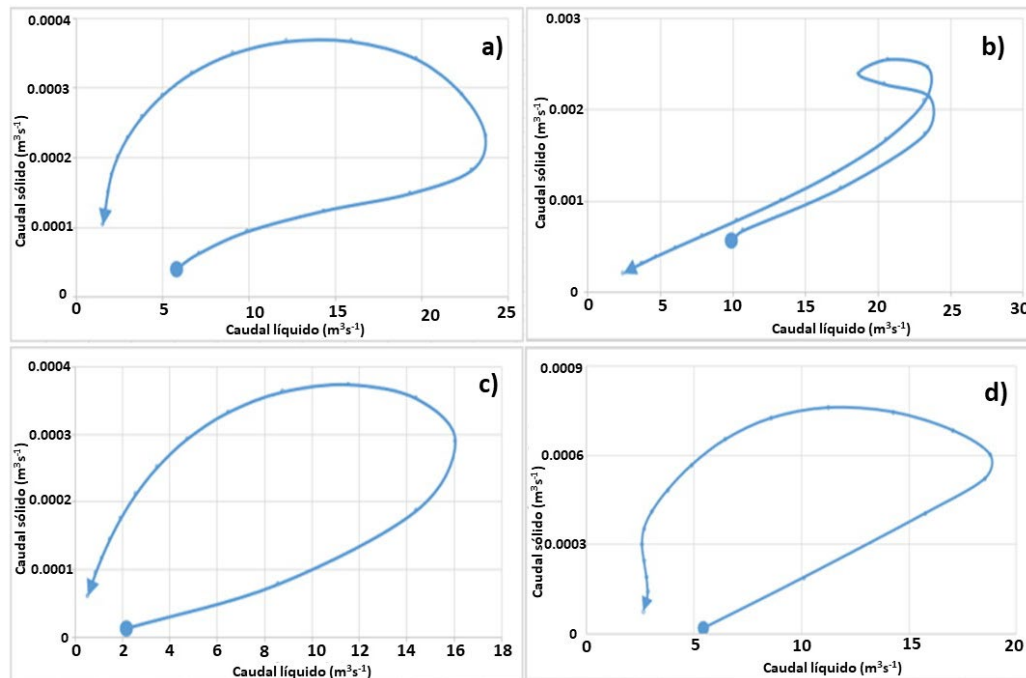 a)
Caudal sólido (m³s⁻¹)
0.0004
0.0003
0.0002
0.0001
0
0 5 10 15 20 25
Caudal líquido (m³s⁻¹)
b)
Caudal sólido (m³s⁻¹)
0.003
0.002
0.001
0
0 5 10 15 20 25 30
Caudal líquido (m³s⁻¹)
c)
Caudal sólido (m³s⁻¹)
0.0004
0.0003
0.0002
0.0001
0
0 2 4 6 8 10 12 14 16 18
Caudal líquido (m³s⁻¹)
d)
Caudal sólido (m³s⁻¹)
0.0009
0.0006
0.0003
0
5 10 15 20
Caudal líquido (m³s⁻¹)